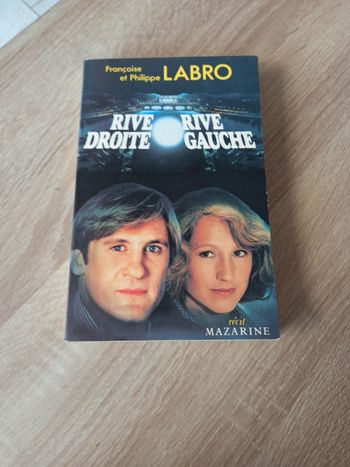 Françoise
et Philippe LABRO
RIVE RIVE
DROITE GAUCHE
récit
MAZARINE